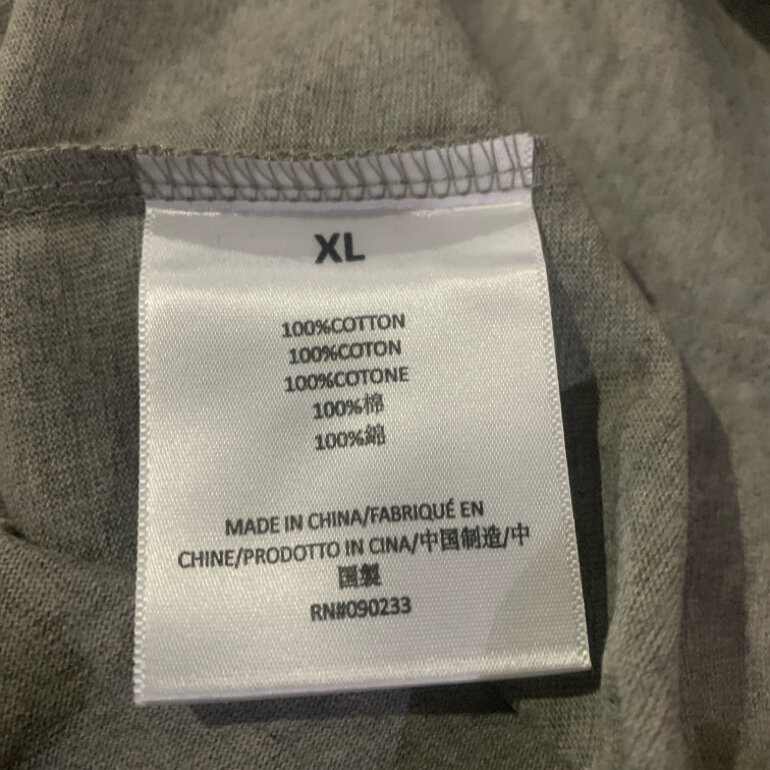 XL
100%COTTON
100%COTON
100%COTONE
100%棉
100%綿
MADE IN CHINA/FABRIQUÉ EN
CHINE/PRODOTTO IN CINA/中国制造/中
国製
RN#090233